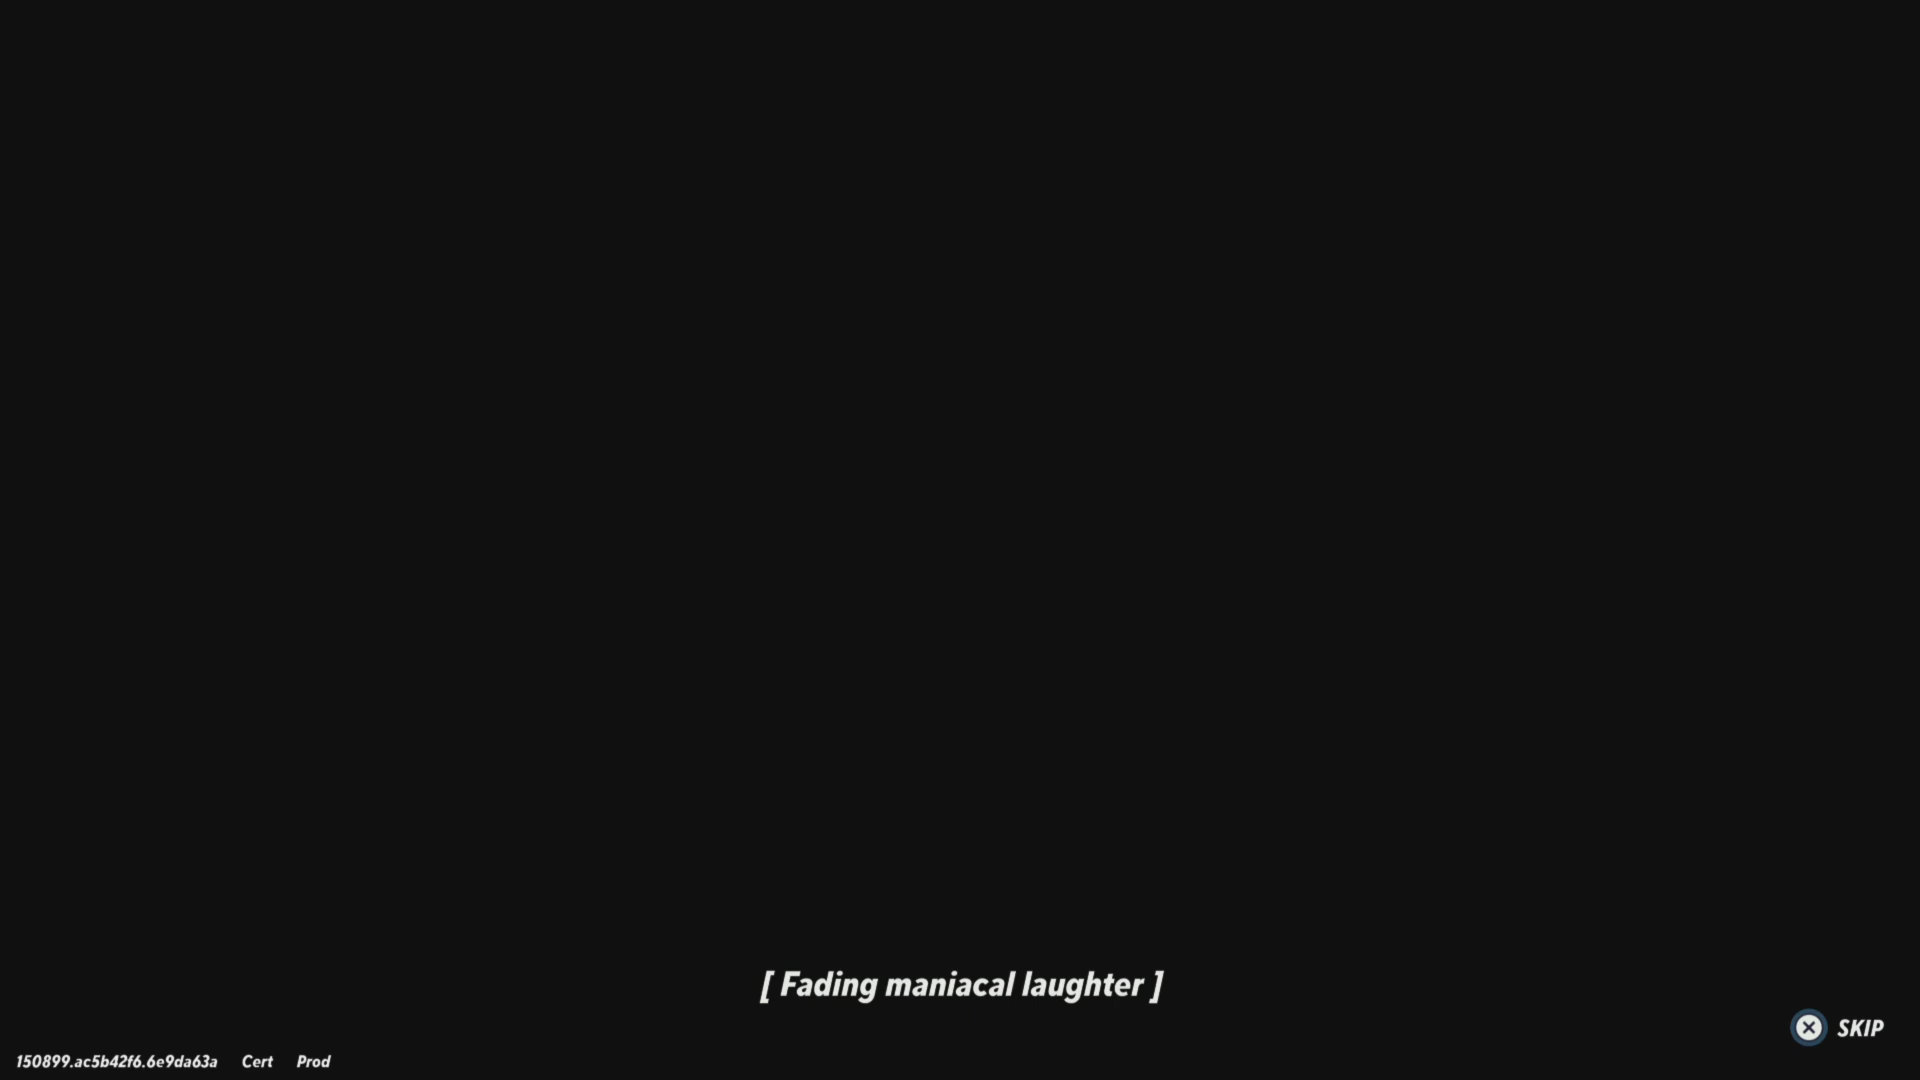 [ Fading maniacal laughter ]
SKIP
150899.ac5b42f6.6e9da63a Cert Prod